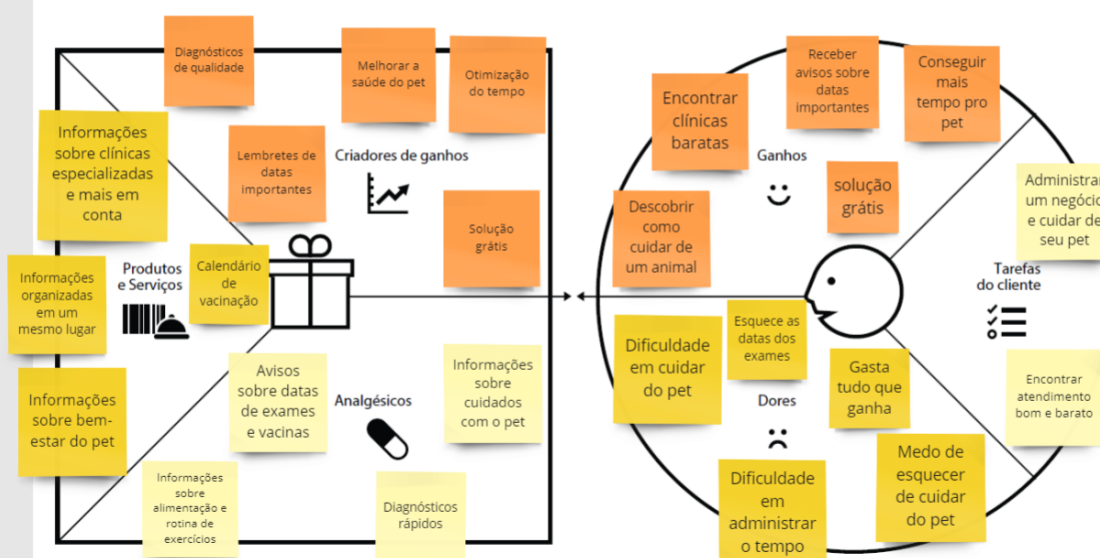 Diagnósticos
de qualidade
Melhorar a
saúde do pet
Otimização
do tempo
Informações
sobre clínicas
especializadas
e mais em
conta
Lembretes de
datas
importantes
Criadores de ganhos
Solução
grátis
Informações
organizadas
em um
mesmo lugar
Produtos
e Serviços
Calendário
de
vacinação
Informações
sobre bem-
estar do pet
Avisos
sobre datas
de exames
e vacinas
Analgésicos
Informações
sobre
cuidados
com o pet
Informações
sobre
alimentação e
rotina de
exercícios
Diagnósticos
rápidos
Encontrar
clínicas
baratas
Receber
avisos sobre
datas
importantes
Conseguir
mais
tempo pro
pet
Ganhos
solução
grátis
Descobrir
como
cuidar de
um animal
Administrar
um negócio
e cuidar de
seu pet
Tarefas
do cliente
Encontrar
atendimento
bom e barato
Dificuldade
em cuidar
do pet
Esquece as
datas dos
exames
Gasta
tudo que
ganha
Dores
Dificuldade
em
administrar
o tempo
Medo de
esquecer
de cuidar
do pet